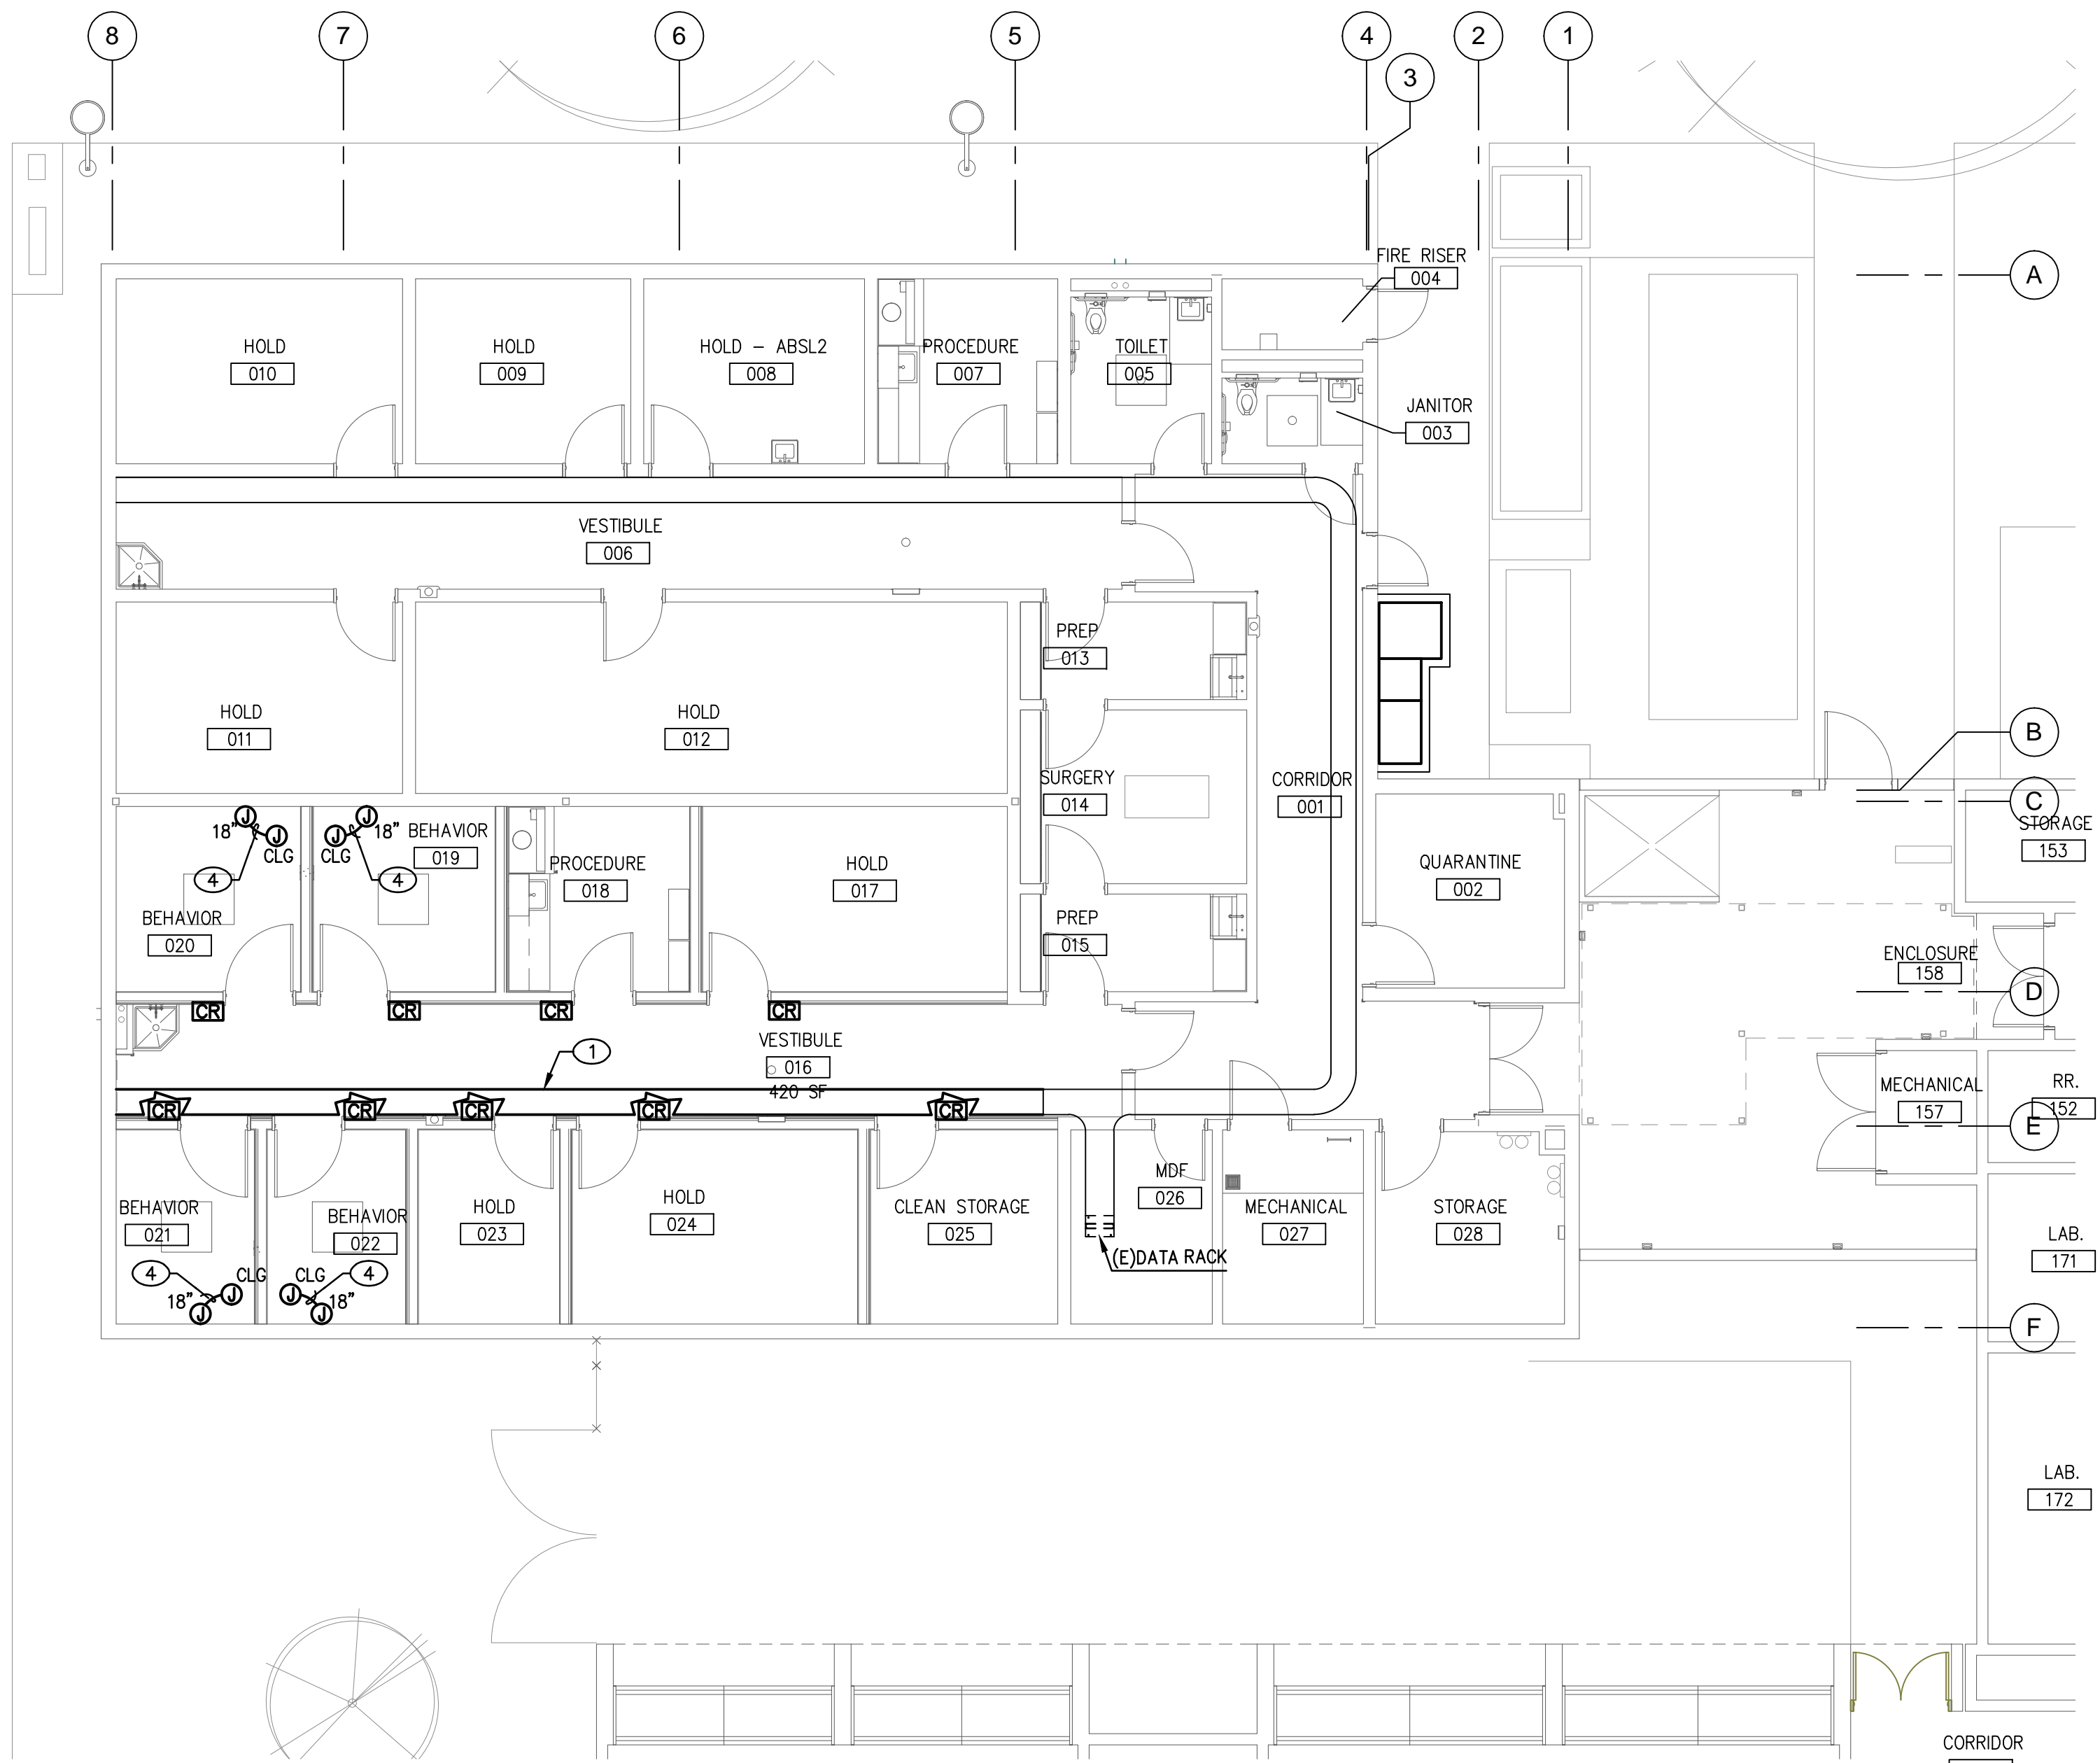 8
7
6
5
4
3
2
1
FIRE RISER
004
A
HOLD
010
HOLD
009
HOLD - ABSL2
008
PROCEDURE
007
TOILET
005
JANITOR
003
VESTIBULE
006
PREP
013
HOLD
011
HOLD
012
SURGERY
014
CORRIDOR
001
B
C
STORAGE
153
J
18"
J
CLG
J
J
18"
CLG
BEHAVIOR
019
4
4
PROCEDURE
018
HOLD
017
QUARANTINE
002
BEHAVIOR
020
PREP
015
ENCLOSURE
158
D
CR
CR
CR
CR
VESTIBULE
016
420 SF
1
CR
CR
CR
CR
CR
MECHANICAL
157
RR.
152
E
BEHAVIOR
021
BEHAVIOR
022
HOLD
023
HOLD
024
CLEAN STORAGE
025
MDF
026
MECHANICAL
027
STORAGE
028
LAB.
171
(E)DATA RACK
4
CLG
J
18"
J
CLG
4
J
18"
J
F
LAB.
172
CORRIDOR